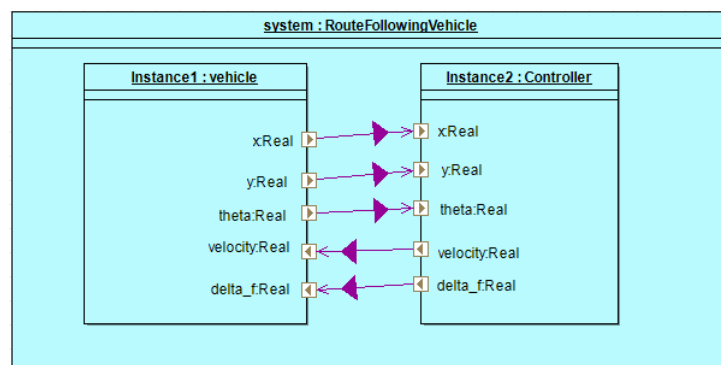 system : RouteFollowingVehicle
Instance1 : vehicle
Instance2 : Controller
x:Real
x:Real
y:Real
y:Real
theta:Real
theta:Real
velocity:Real
velocity:Real
delta_f:Real
delta_f:Real